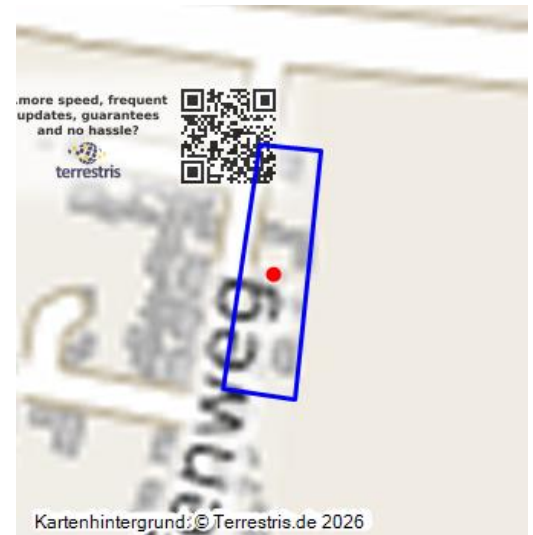 .more speed, frequent
updates, guarantees
and no hassle?
terrestris
Kartenhintergrund: © Terrestris.de 2026